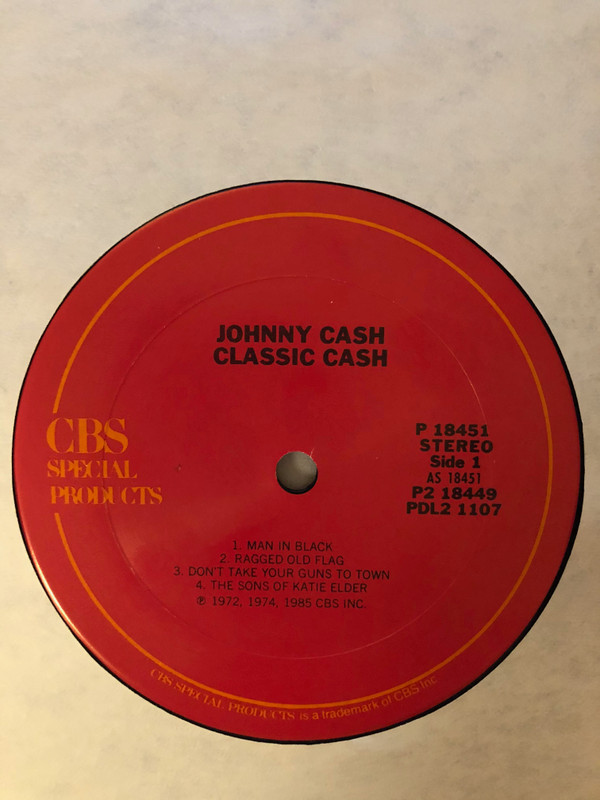 JOHNNY CASH
CLASSIC CASH
CBS
SPECIAL
PRODUCTS
P 18451
STEREO
Side 1
AS 18451
P2 18449
PDL2 1107
1. MAN IN BLACK
2. RAGGED OLD FLAG
3. DON'T TAKE YOUR GUNS TO TOWN
4. THE SONS OF KATIE ELDER
℗ 1972, 1974, 1985 CBS INC.
CBS SPECIAL PRODUCTS is a trademark of CBS Inc